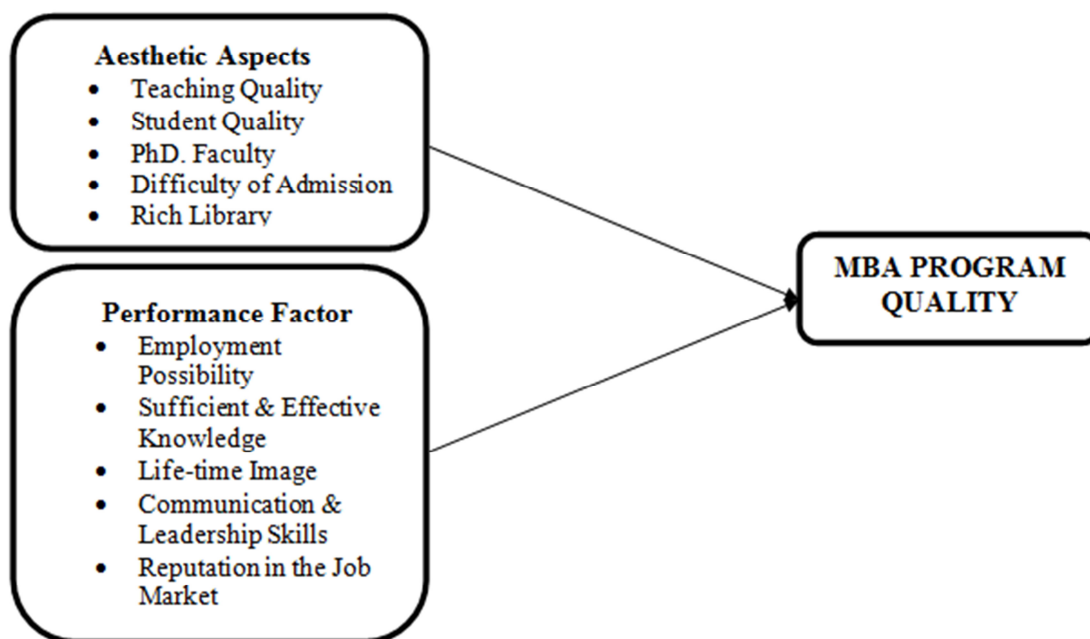 Aesthetic Aspects
• Teaching Quality
• Student Quality
• PhD. Faculty
• Difficulty of Admission
• Rich Library
Performance Factor
• Employment
Possibility
• Sufficient & Effective
Knowledge
• Life-time Image
• Communication &
Leadership Skills
• Reputation in the Job
Market
MBA PROGRAM
QUALITY